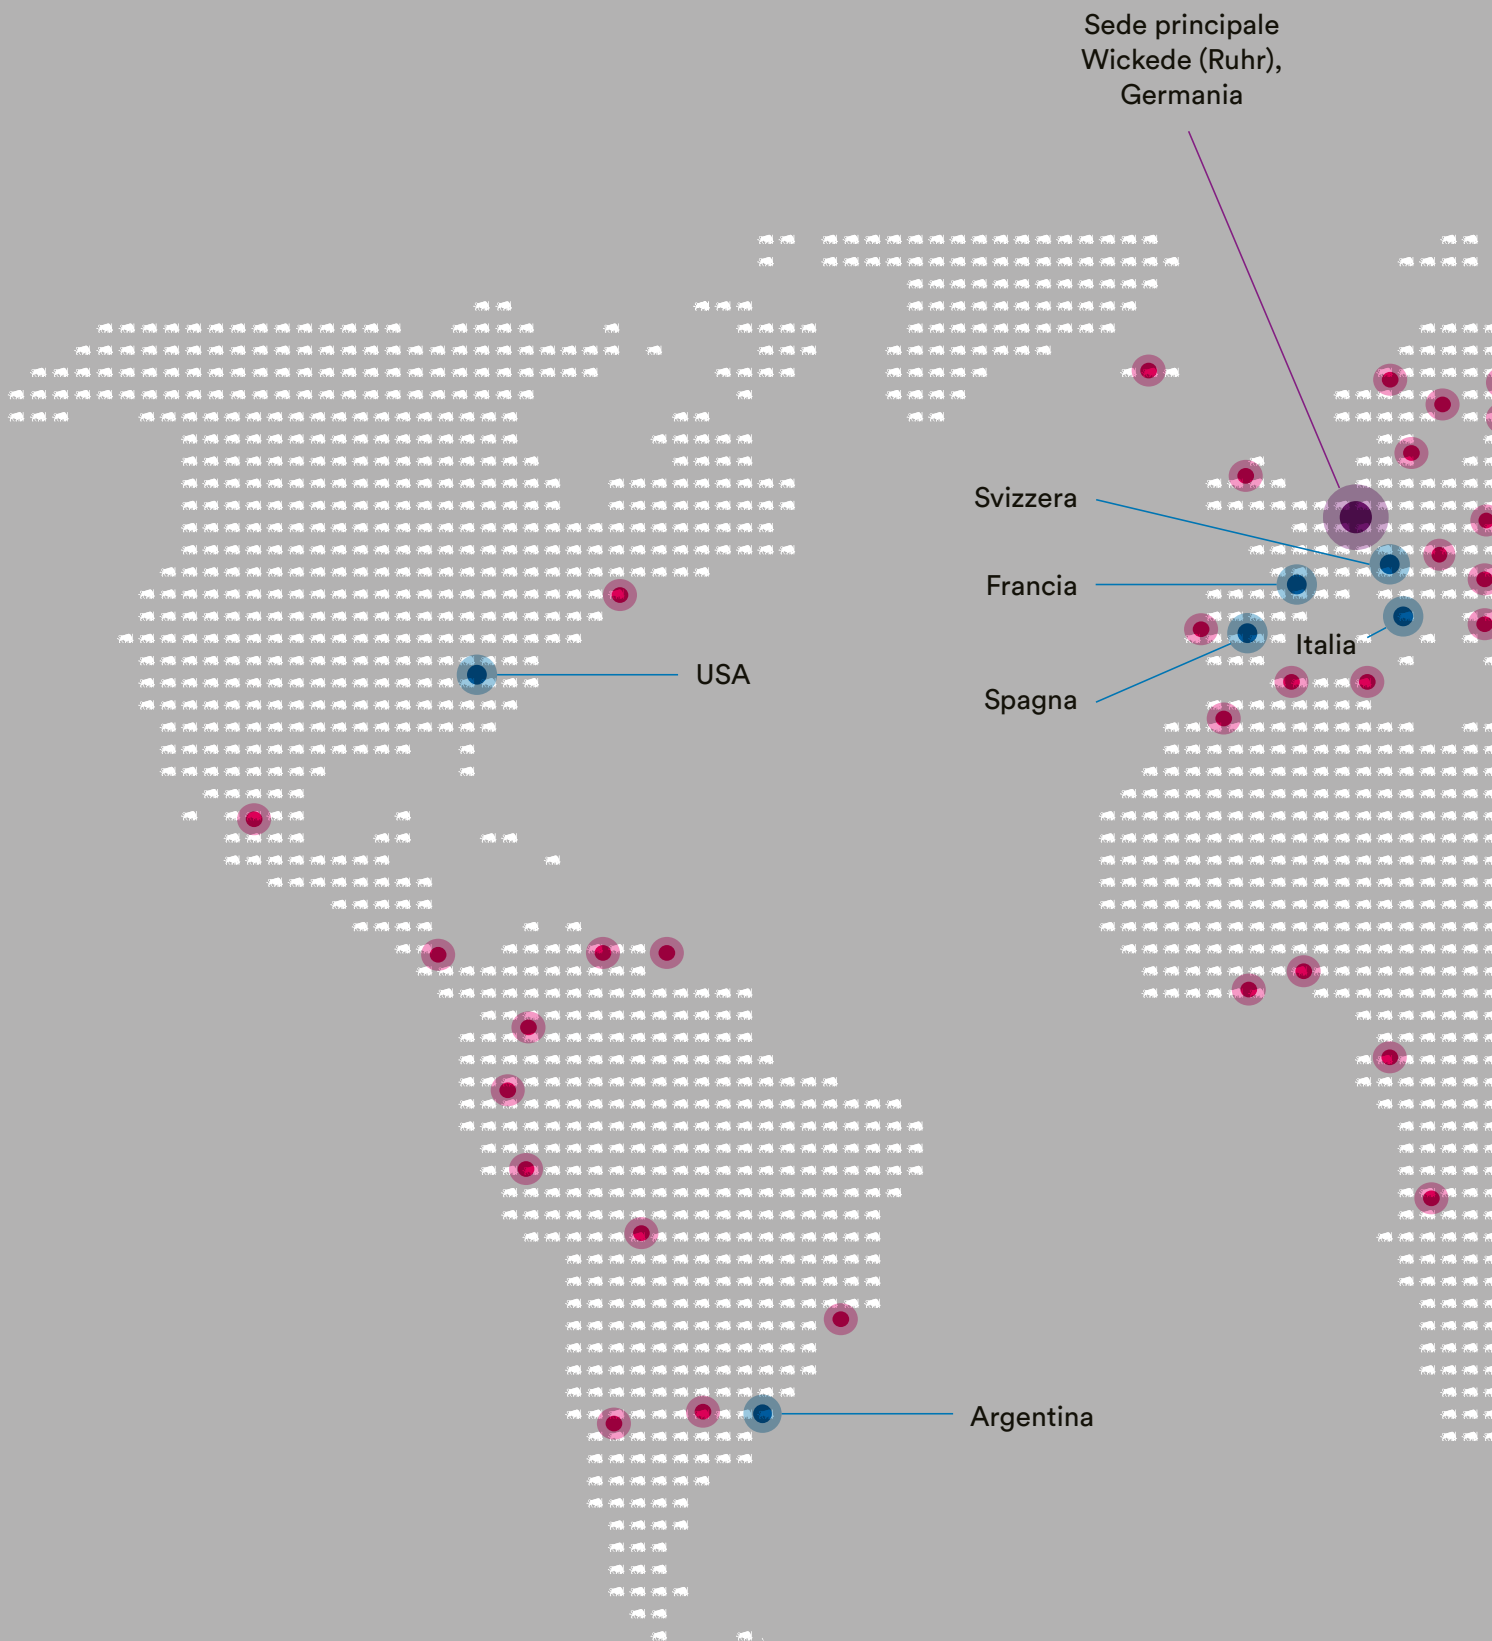 Sede principale
Wickede (Ruhr),
Germania
Svizzera
Francia
Italia
USA
Spagna
Argentina